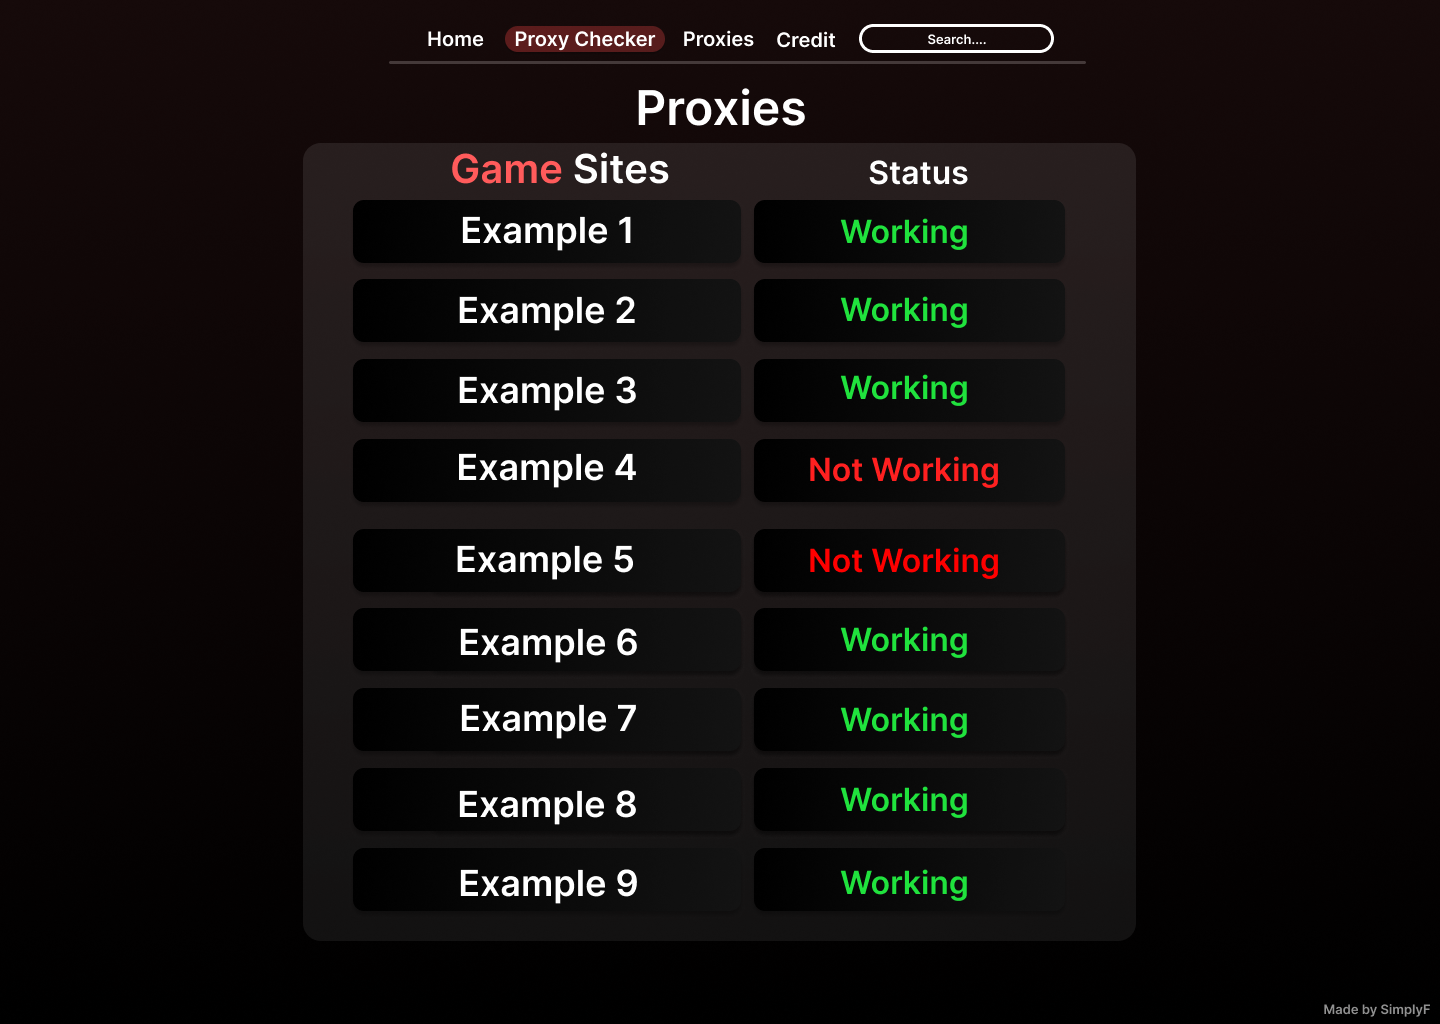 Home Proxy Checker Proxies Credit Search....
Proxies
Game Sites Status
Example 1 Working
Example 2 Working
Example 3 Working
Example 4 Not Working
Example 5 Not Working
Example 6 Working
Example 7 Working
Example 8 Working
Example 9 Working
Made by SimplyF